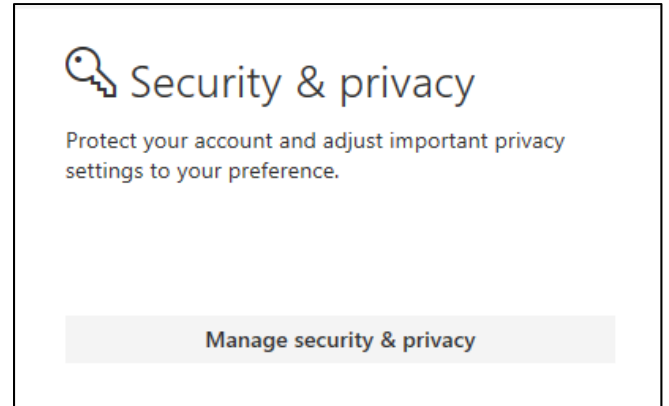 Security & privacy
Protect your account and adjust important privacy
settings to your preference.
Manage security & privacy